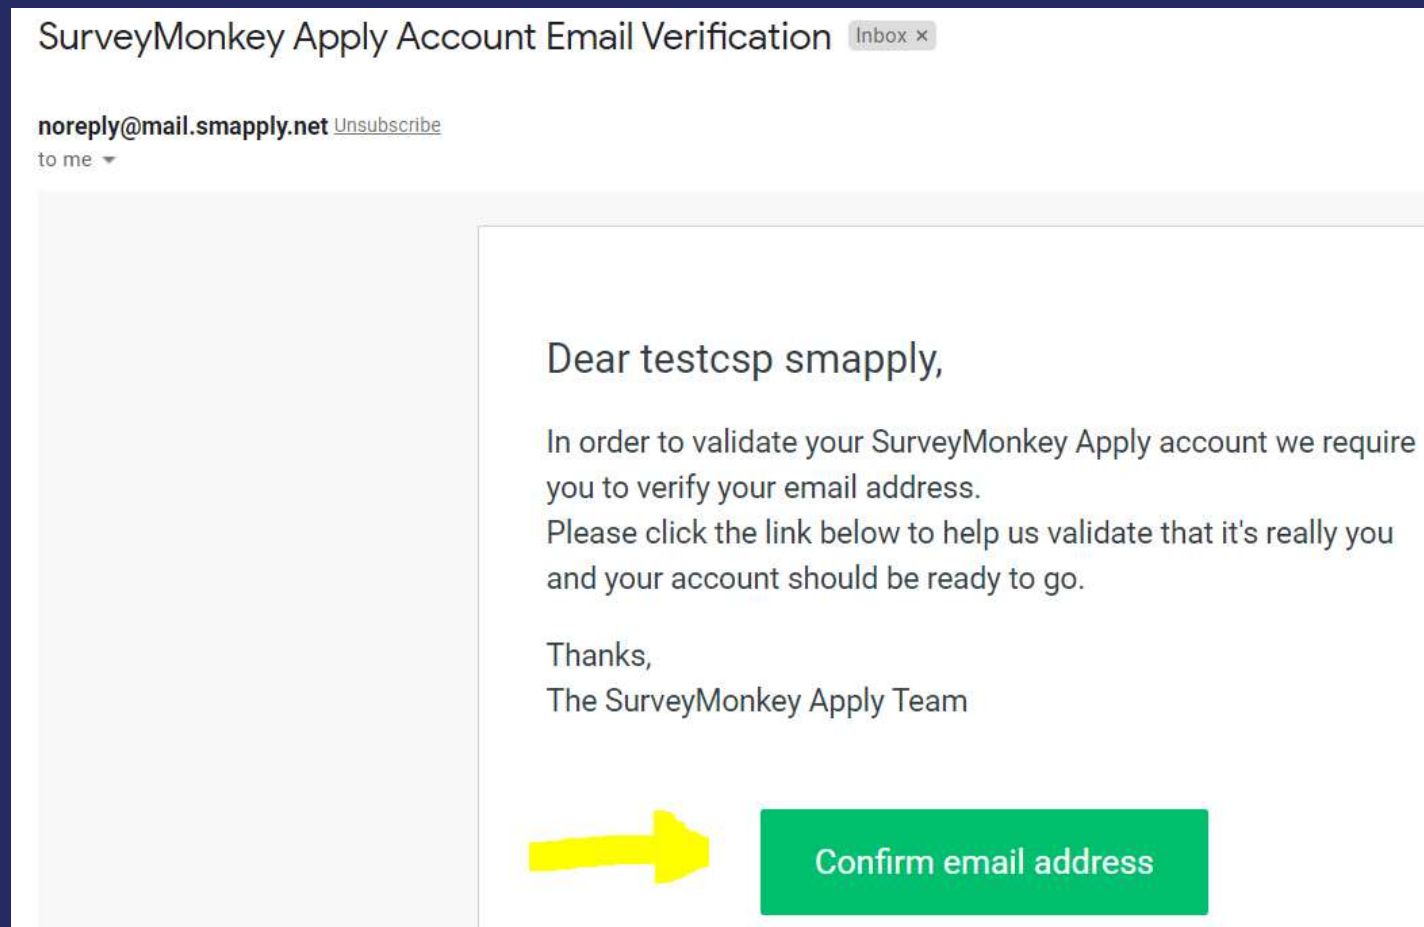 SurveyMonkey Apply Account Email Verification Inbox ×
noreply@mail.smapply.net Unsubscribe
to me
Dear testcsp smapply,
In order to validate your SurveyMonkey Apply account we require
you to verify your email address.
Please click the link below to help us validate that it's really you
and your account should be ready to go.
Thanks,
The SurveyMonkey Apply Team
Confirm email address